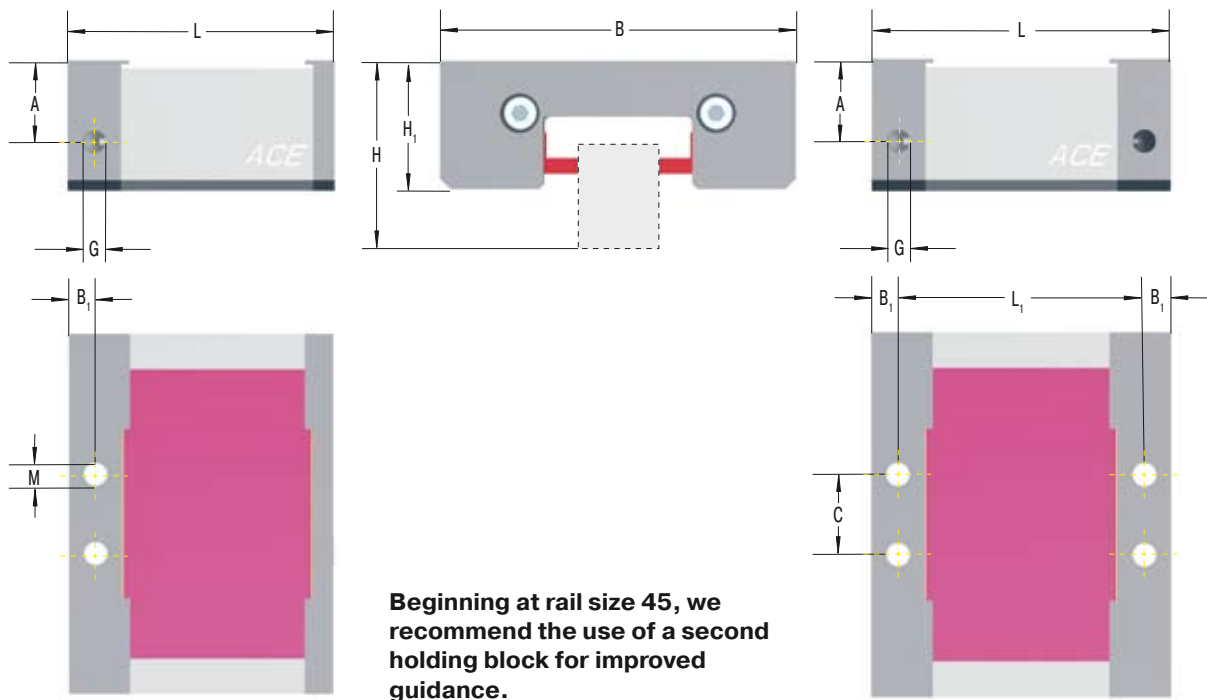 L
B
L
A
H
H₁
A
ACE
ACE
G
G
B₁
B₁
L₁
B₁
M
C
Beginning at rail size 45, we
recommend the use of a second
holding block for improved
guidance.